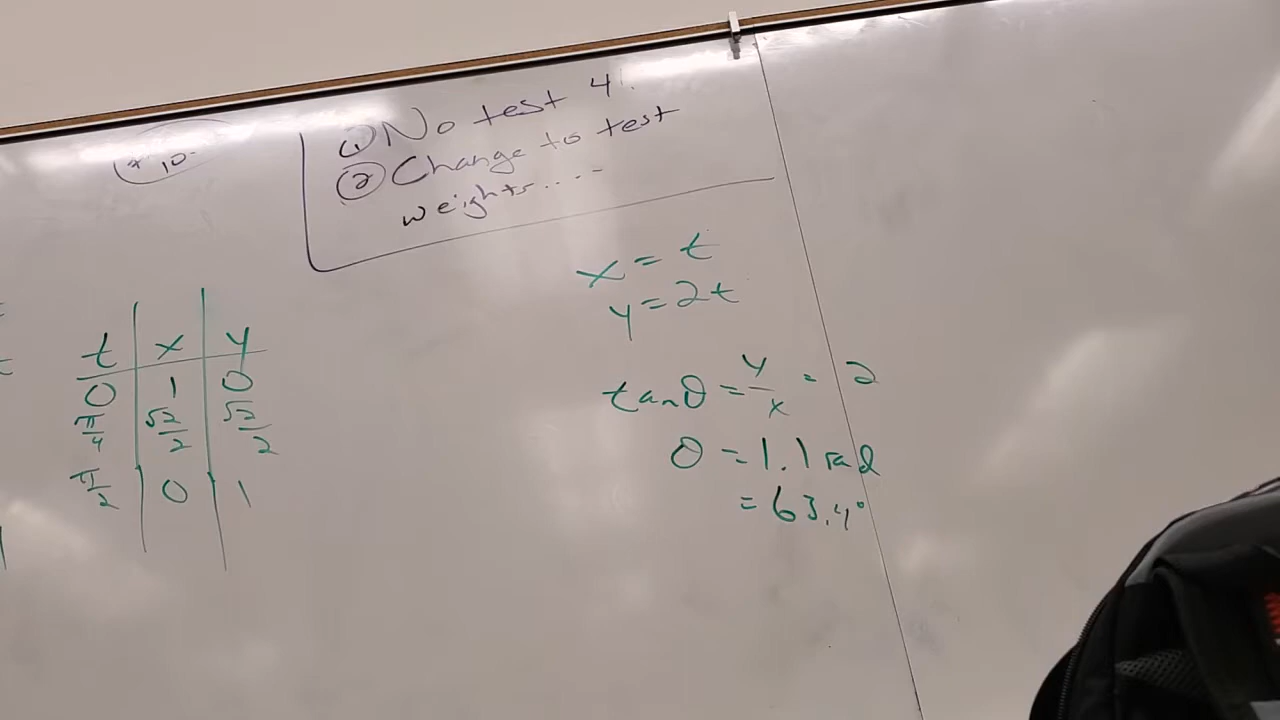 ① No test 4!
② Change to test
weights....
x = t
y = 2t
t x y
0 1 0
π/4 √2/2 √2/2
π/2 0 1
tanθ = y/x = 2
θ = 1.1 rad
= 63.4°